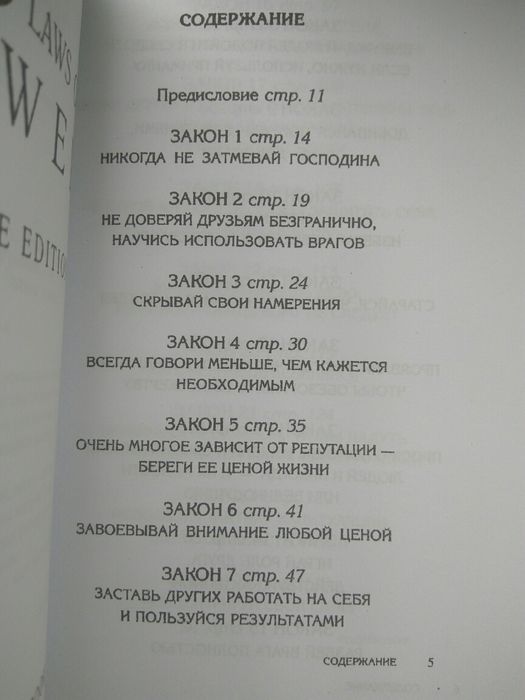 LAWS
WE
E EDITIO
СОДЕРЖАНИЕ
Предисловие стр. 11
ЗАКОН 1 стр. 14
НИКОГДА НЕ ЗАТМЕВАЙ ГОСПОДИНА
ЗАКОН 2 стр. 19
НЕ ДОВЕРЯЙ ДРУЗЬЯМ БЕЗГРАНИЧНО,
НАУЧИСЬ ИСПОЛЬЗОВАТЬ ВРАГОВ
ЗАКОН 3 стр. 24
СКРЫВАЙ СВОИ НАМЕРЕНИЯ
ЗАКОН 4 стр. 30
ВСЕГДА ГОВОРИ МЕНЬШЕ, ЧЕМ КАЖЕТСЯ
НЕОБХОДИМЫМ
ЗАКОН 5 стр. 35
ОЧЕНЬ МНОГОЕ ЗАВИСИТ ОТ РЕПУТАЦИИ —
БЕРЕГИ ЕЕ ЦЕНОЙ ЖИЗНИ
ЗАКОН 6 стр. 41
ЗАВОЕВЫВАЙ ВНИМАНИЕ ЛЮБОЙ ЦЕНОЙ
ЗАКОН 7 стр. 47
ЗАСТАВЬ ДРУГИХ РАБОТАТЬ НА СЕБЯ
И ПОЛЬЗУЙСЯ РЕЗУЛЬТАТАМИ
СОДЕРЖАНИЕ 5